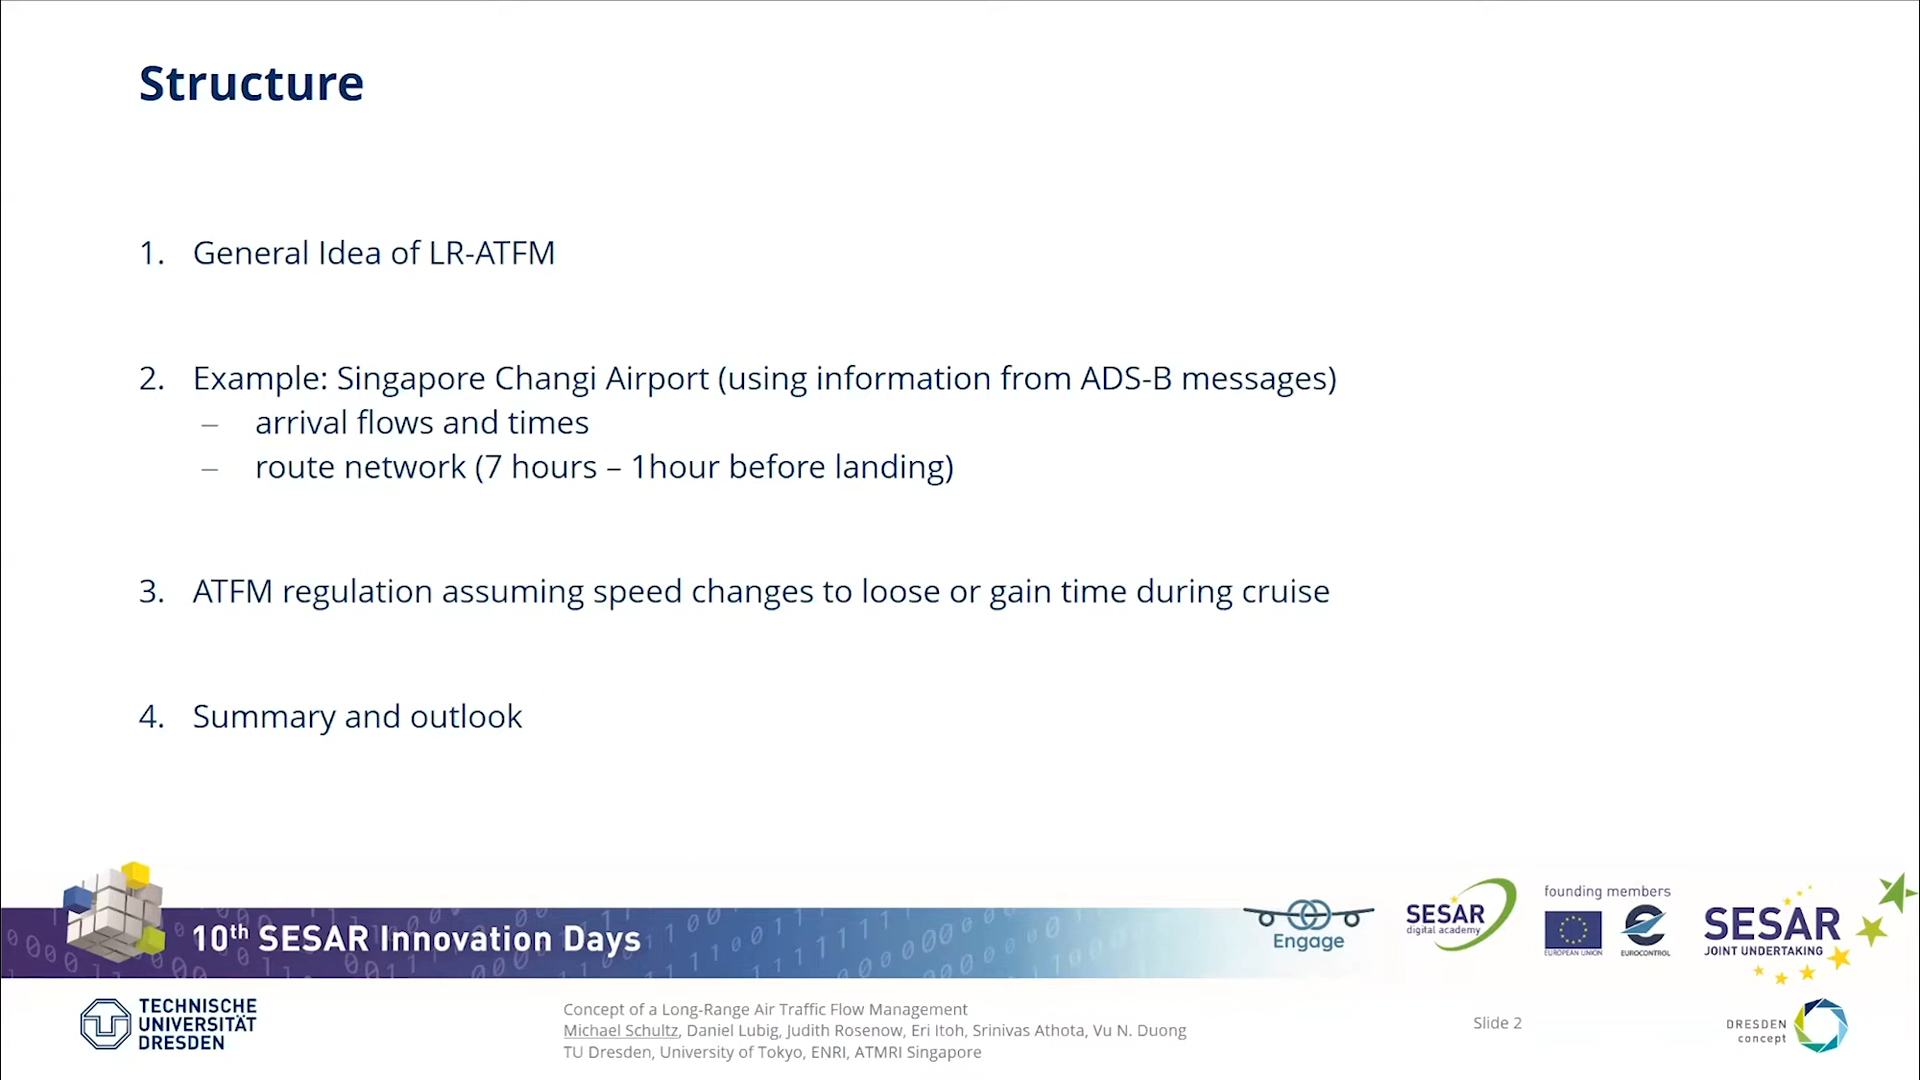 Structure
1. General Idea of LR-ATFM
2. Example: Singapore Changi Airport (using information from ADS-B messages)
– arrival flows and times
– route network (7 hours – 1hour before landing)
3. ATFM regulation assuming speed changes to loose or gain time during cruise
4. Summary and outlook
10th SESAR Innovation Days
Engage
SESAR
digital academy
founding members
EUROPEAN UNION
EUROCONTROL
SESAR
JOINT UNDERTAKING
TECHNISCHE
UNIVERSITÄT
DRESDEN
Concept of a Long-Range Air Traffic Flow Management
Michael Schultz, Daniel Lubig, Judith Rosenow, Eri Itoh, Srinivas Athota, Vu N. Duong
TU Dresden, University of Tokyo, ENRI, ATMRI Singapore
Slide 2
DRESDEN
concept